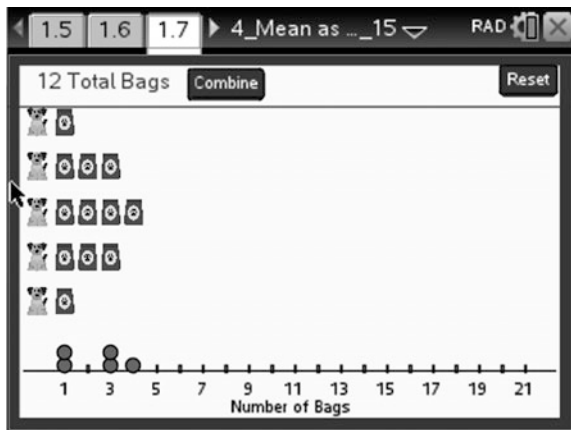 1.5 1.6 1.7 4_Mean as ..._15 RAD
12 Total Bags Combine Reset
1 3 5 7 9 11 13 15 17 19 21
Number of Bags